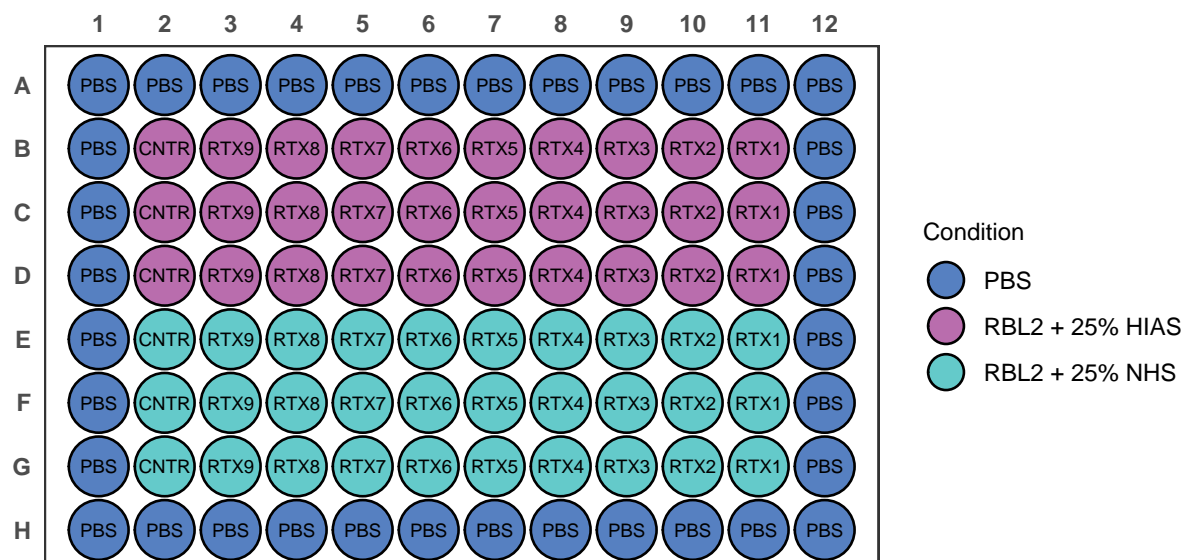 1 2 3 4 5 6 7 8 9 10 11 12
A PBS PBS PBS PBS PBS PBS PBS PBS PBS PBS PBS PBS
B PBS CNTR RTX9 RTX8 RTX7 RTX6 RTX5 RTX4 RTX3 RTX2 RTX1 PBS
C PBS CNTR RTX9 RTX8 RTX7 RTX6 RTX5 RTX4 RTX3 RTX2 RTX1 PBS
D PBS CNTR RTX9 RTX8 RTX7 RTX6 RTX5 RTX4 RTX3 RTX2 RTX1 PBS
E PBS CNTR RTX9 RTX8 RTX7 RTX6 RTX5 RTX4 RTX3 RTX2 RTX1 PBS
F PBS CNTR RTX9 RTX8 RTX7 RTX6 RTX5 RTX4 RTX3 RTX2 RTX1 PBS
G PBS CNTR RTX9 RTX8 RTX7 RTX6 RTX5 RTX4 RTX3 RTX2 RTX1 PBS
H PBS PBS PBS PBS PBS PBS PBS PBS PBS PBS PBS PBS
Condition
PBS
RBL2 + 25% HIAS
RBL2 + 25% NHS